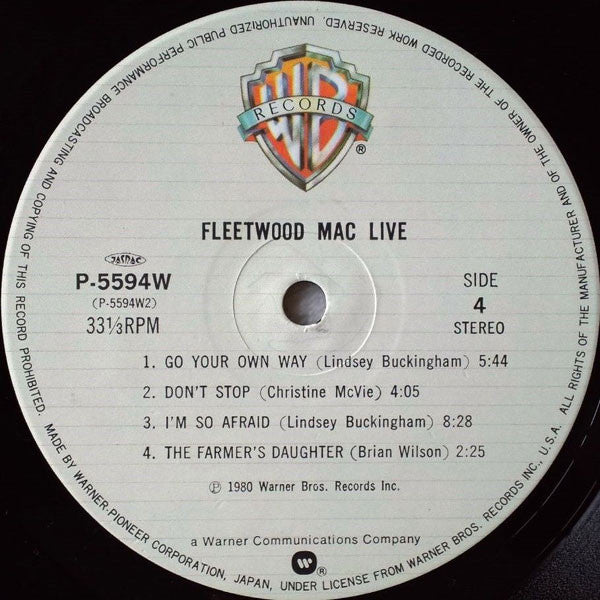 WB
RECORDS
®
FLEETWOOD MAC LIVE
JASRAC
P-5594W
(P-5594W2)
33⅓RPM
SIDE
4
STEREO
1. GO YOUR OWN WAY (Lindsey Buckingham) 5:44
2. DON'T STOP (Christine McVie) 4:05
3. I'M SO AFRAID (Lindsey Buckingham) 8:28
4. THE FARMER'S DAUGHTER (Brian Wilson) 2:25
℗ 1980 Warner Bros. Records Inc.
a Warner Communications Company
®
MADE BY WARNER-PIONEER CORPORATION, JAPAN, UNDER LICENSE FROM WARNER BROS. RECORDS INC., U.S.A. ALL RIGHTS OF THE MANUFACTURER AND OF THE OWNER OF THE RECORDED WORK RESERVED. UNAUTHORIZED PUBLIC PERFORMANCE BROADCASTING AND COPYING OF THIS RECORD PROHIBITED.